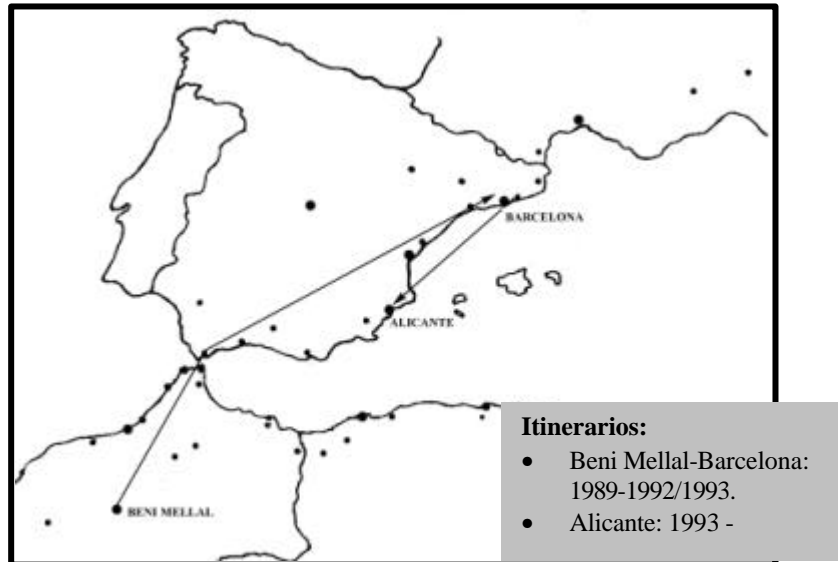 BARCELONA
ALICANTE
BENI MELLAL
Itinerarios:
• Beni Mellal-Barcelona:
1989-1992/1993.
• Alicante: 1993 -